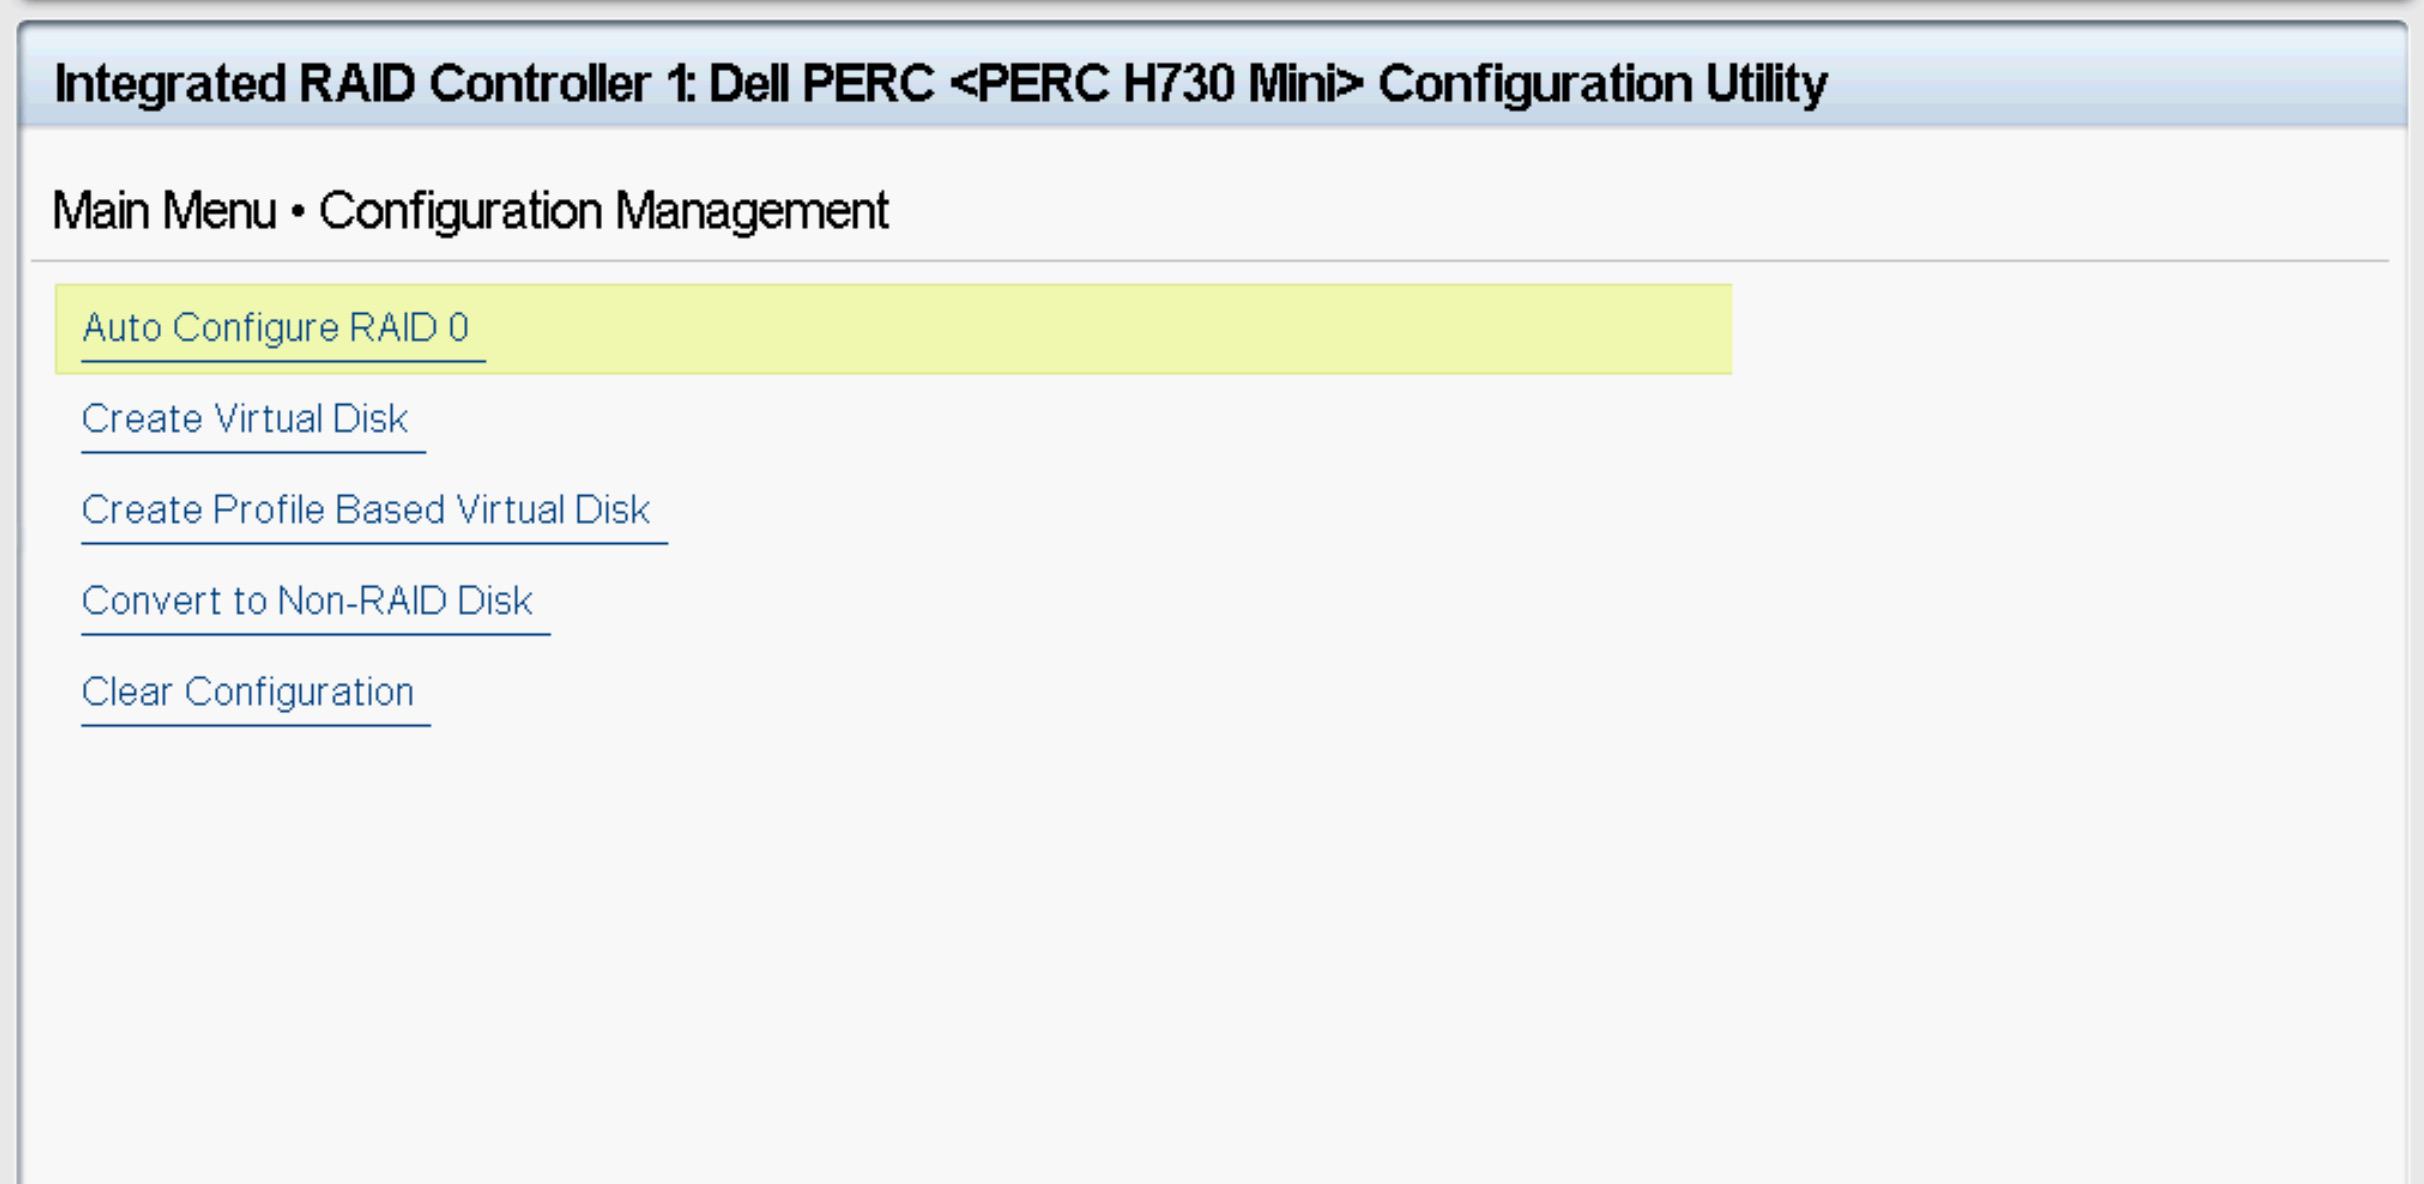 Integrated RAID Controller 1: Dell PERC <PERC H730 Mini> Configuration Utility
Main Menu • Configuration Management
Auto Configure RAID 0
Create Virtual Disk
Create Profile Based Virtual Disk
Convert to Non-RAID Disk
Clear Configuration